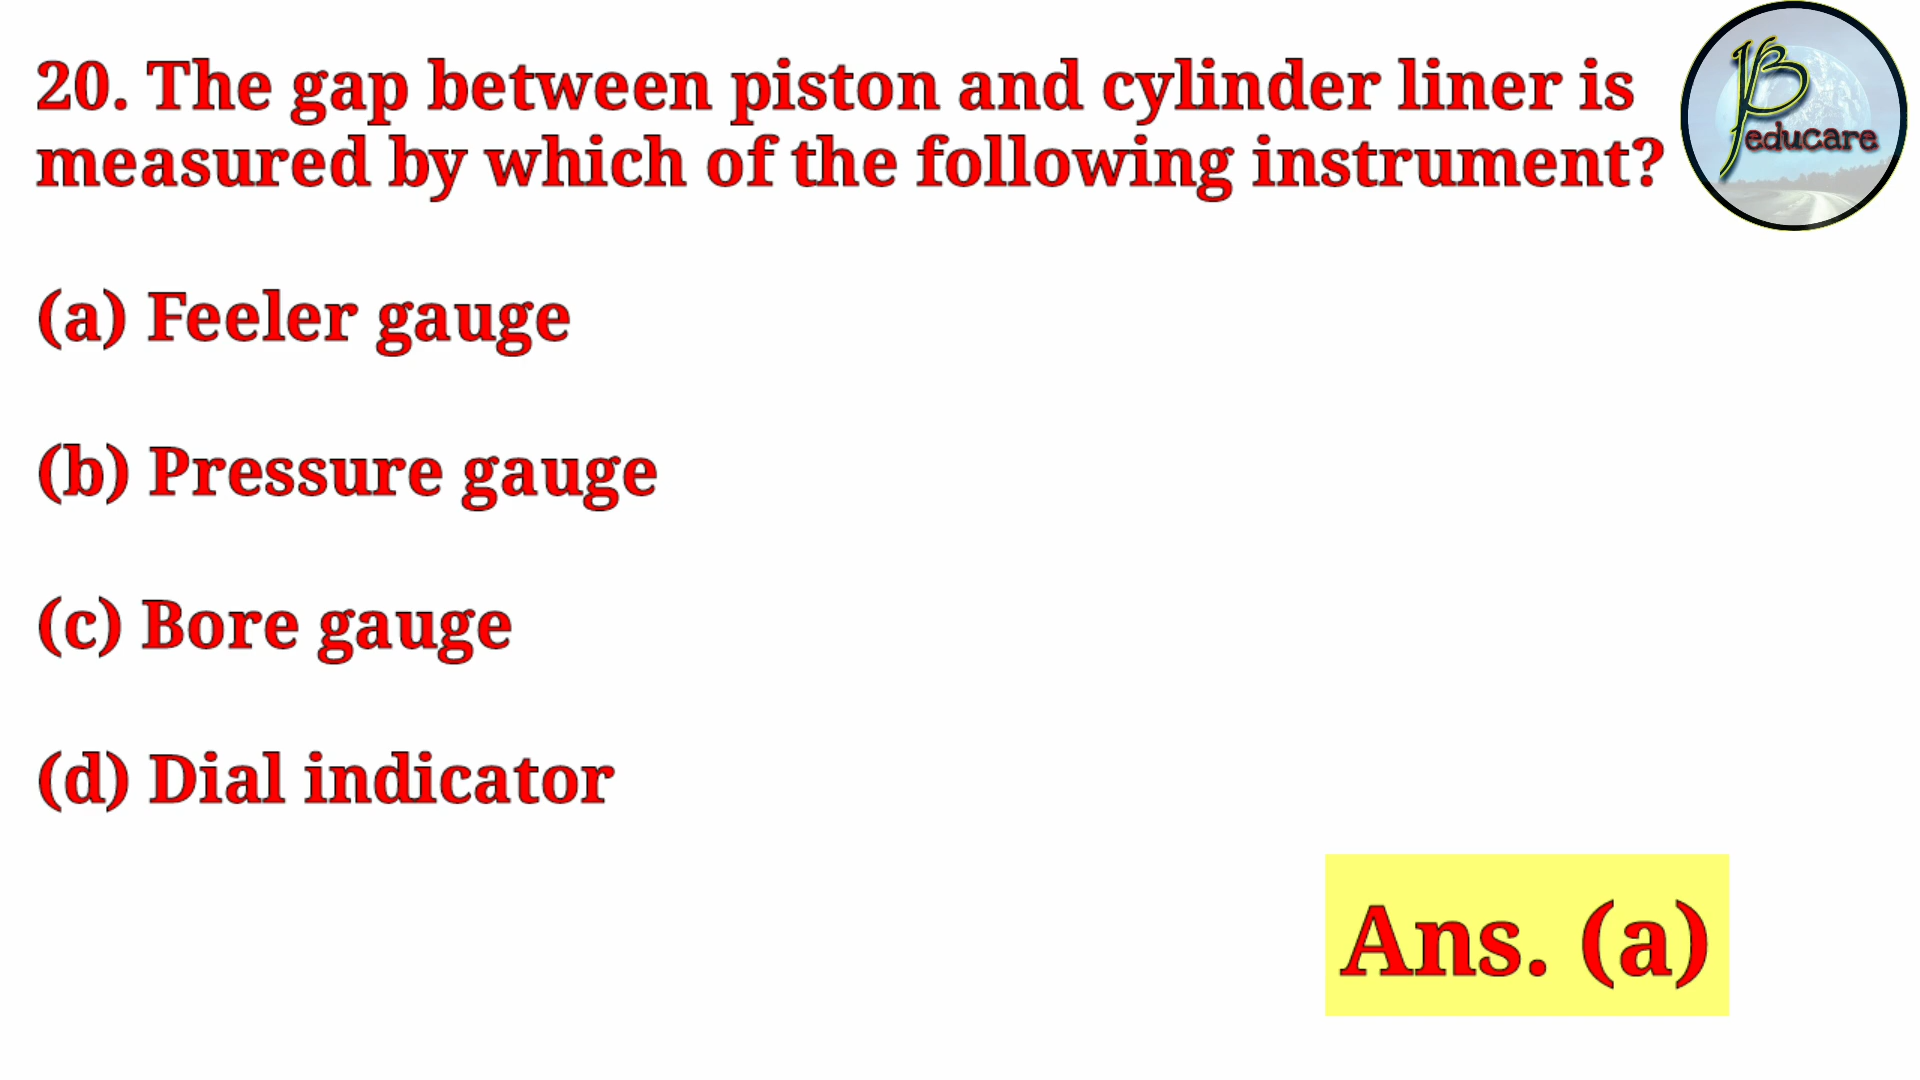 20. The gap between piston and cylinder liner is
measured by which of the following instrument?
(a) Feeler gauge
(b) Pressure gauge
(c) Bore gauge
(d) Dial indicator
Ans. (a)
educare